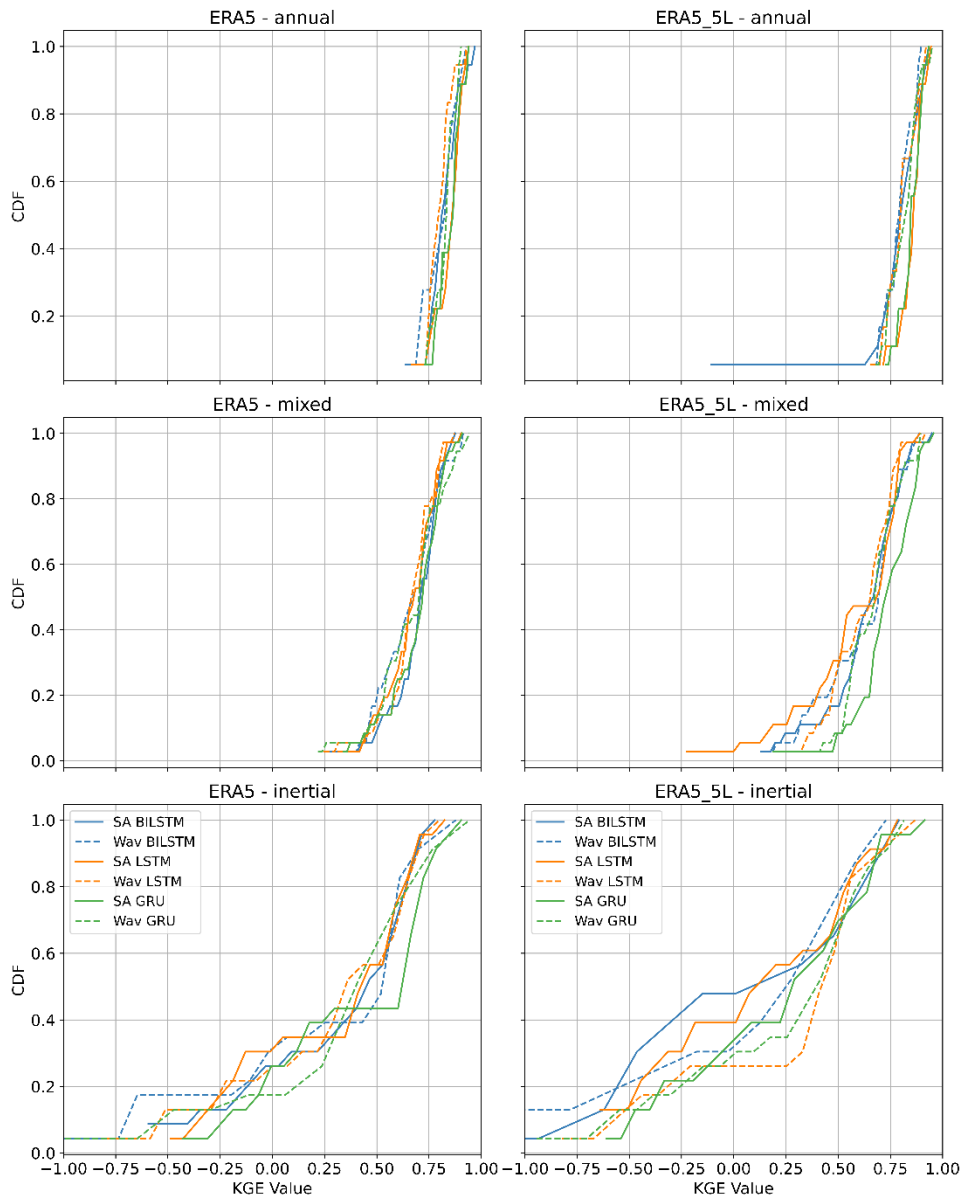 ERA5 - annual
ERA5_5L - annual
1.0
0.8
0.6
0.4
0.2
CDF
ERA5 - mixed
ERA5_5L - mixed
1.0
0.8
0.6
0.4
0.2
0.0
CDF
ERA5 - inertial
ERA5_5L - inertial
1.0
0.8
0.6
0.4
0.2
0.0
CDF
SA BILSTM
Wav BILSTM
SA LSTM
Wav LSTM
SA GRU
Wav GRU
SA BILSTM
Wav BILSTM
SA LSTM
Wav LSTM
SA GRU
Wav GRU
−1.00 −0.75 −0.50 −0.25 0.00 0.25 0.50 0.75 1.00
KGE Value
−1.00 −0.75 −0.50 −0.25 0.00 0.25 0.50 0.75 1.00
KGE Value